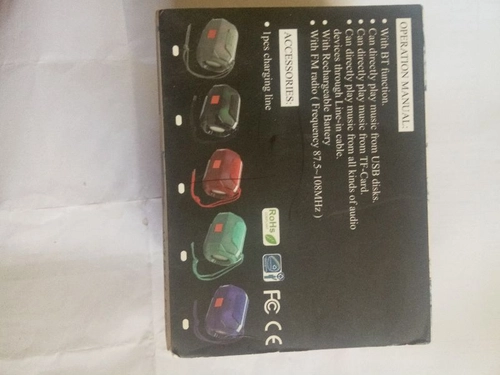 OPERATION MANUAL:
• With BT function.
• Can directly play music from USB disks.
• Can directly play music from TF-Card.
• Can directly play music from all kinds of audio
devices through Line-in cable.
• With Rechargeable Battery
• With FM radio ( Frequency 87.5~108MHz )
ACCESSORIES:
• 1pcs charging line
RoHS
FC CE